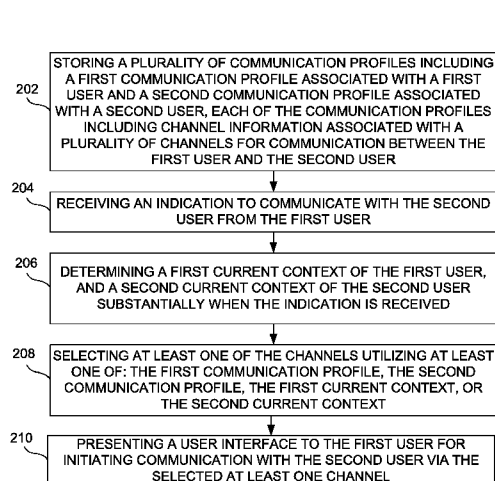 STORING A PLURALITY OF COMMUNICATION PROFILES INCLUDING
A FIRST COMMUNICATION PROFILE ASSOCIATED WITH A FIRST
USER AND A SECOND COMMUNICATION PROFILE ASSOCIATED
WITH A SECOND USER, EACH OF THE COMMUNICATION PROFILES
INCLUDING CHANNEL INFORMATION ASSOCIATED WITH A
PLURALITY OF CHANNELS FOR COMMUNICATION BETWEEN THE
FIRST USER AND THE SECOND USER
202
RECEIVING AN INDICATION TO COMMUNICATE WITH THE SECOND
USER FROM THE FIRST USER
204
DETERMINING A FIRST CURRENT CONTEXT OF THE FIRST USER,
AND A SECOND CURRENT CONTEXT OF THE SECOND USER
SUBSTANTIALLY WHEN THE INDICATION IS RECEIVED
206
SELECTING AT LEAST ONE OF THE CHANNELS UTILIZING AT LEAST
ONE OF: THE FIRST COMMUNICATION PROFILE, THE SECOND
COMMUNICATION PROFILE, THE FIRST CURRENT CONTEXT, OR
THE SECOND CURRENT CONTEXT
208
PRESENTING A USER INTERFACE TO THE FIRST USER FOR
INITIATING COMMUNICATION WITH THE SECOND USER VIA THE
SELECTED AT LEAST ONE CHANNEL
210